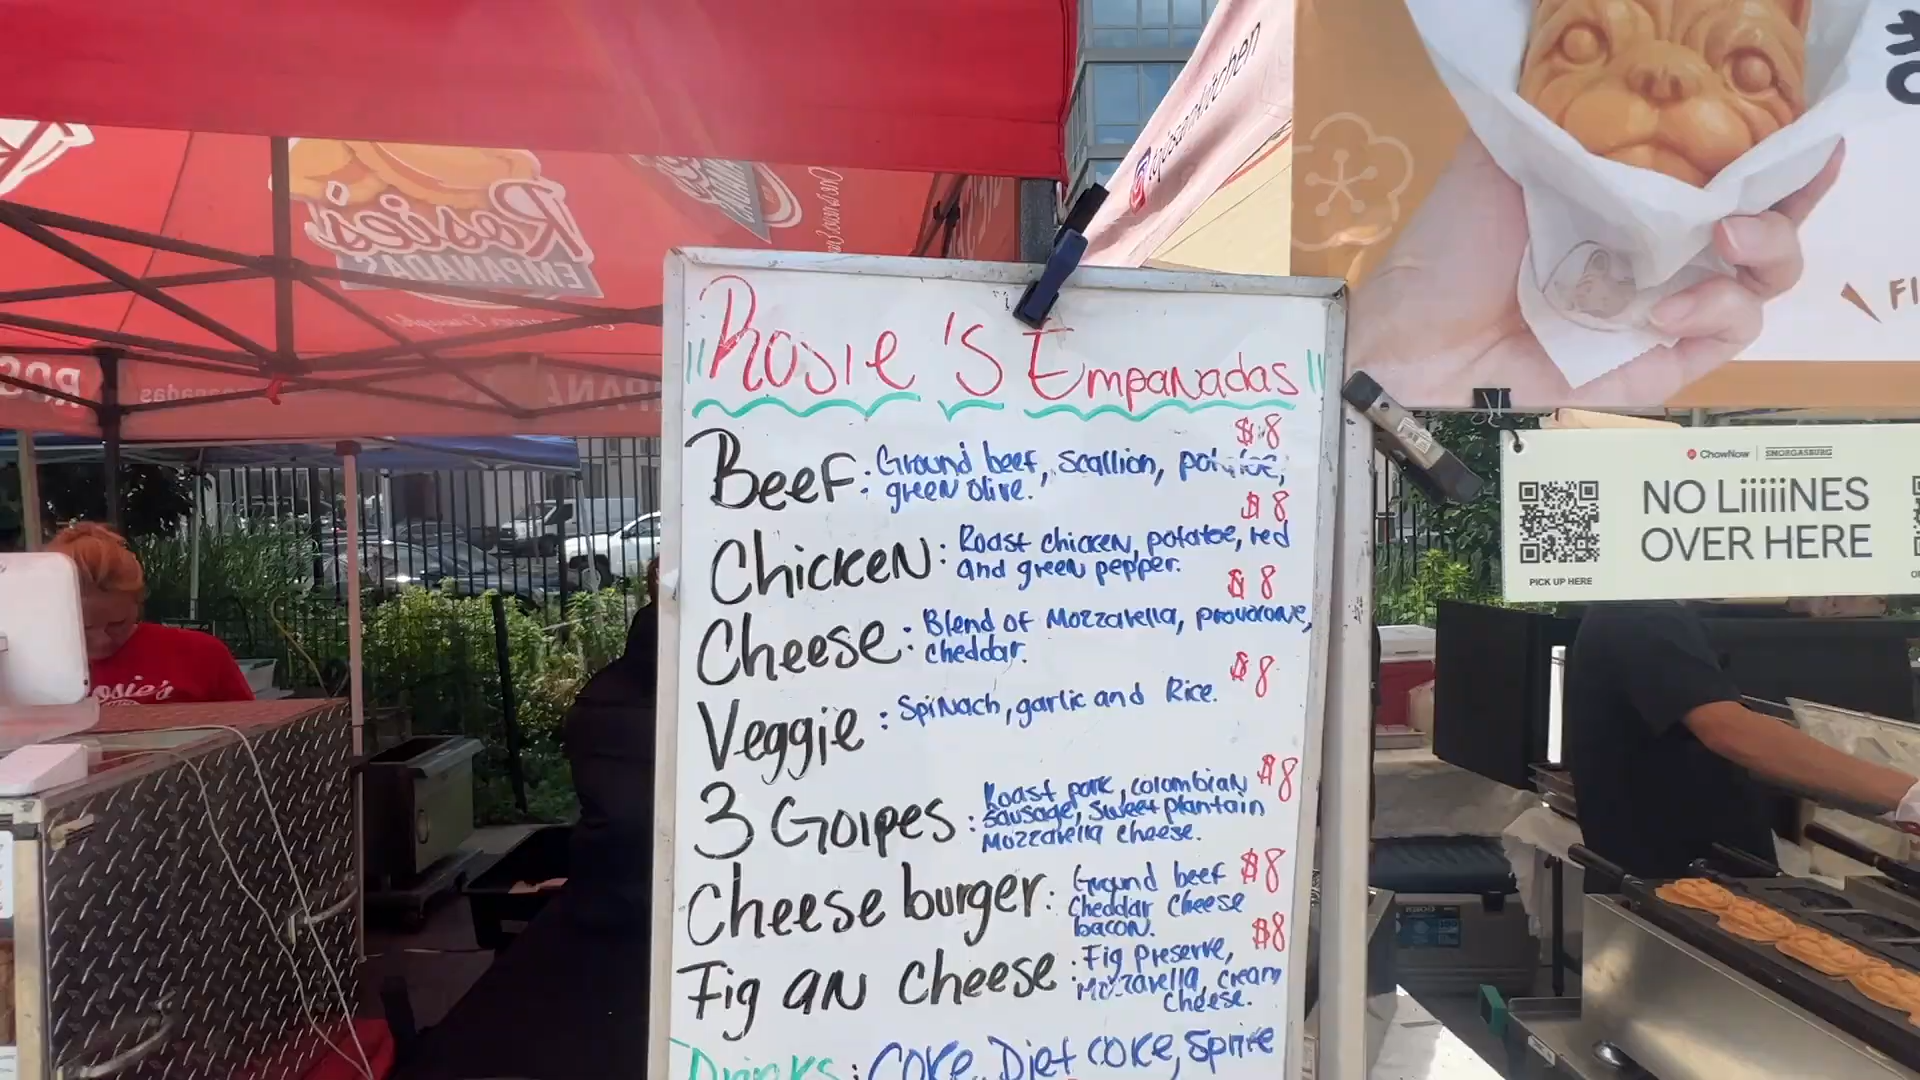 "Rosie's Empanadas"
$8
Beef: Ground beef, scallion, potatoe,
green olive.
$8
Chicken: Roast chicken, potatoe, red
and green pepper.
$8
Cheese: Blend of Mozzarella, provolone,
cheddar.
$8
Veggie: Spinach, garlic and Rice.
$8
3 Golpes: Roast pork, colombian
sausage, sweet plantain
Mozzarella cheese.
$8
Cheese burger: Ground beef
Cheddar Cheese
bacon.
$8
Fig an cheese: Fig Preserve,
Mozzarella, cream
cheese.
Drinks: Coke, Diet coke, Sprite
Rosie's
EMPANADAS
ChowNow | SMORGASBURG
NO LiiiiiNES
OVER HERE
PICK UP HERE